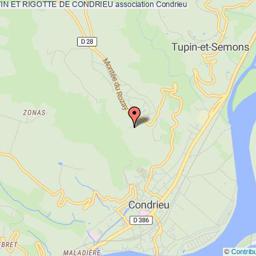 IN ET RIGOTTE DE CONDRIEU association Condrieu
Tupin-et-Semons
D 28
Montée du Rozay
ZONAS
Condrieu
D 386
BRET
MALADIÈRE
© Contribut